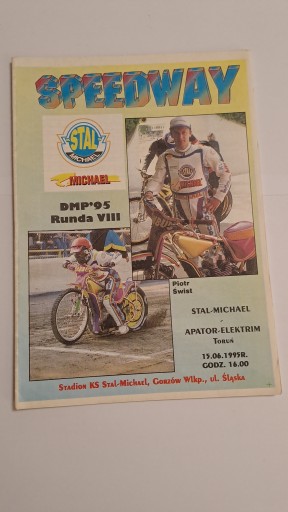 SPEEDWAY
STAL
MICHAEL
MICHAEL
DMP'95
Runda VIII
Piotr
Świst
STAL-MICHAEL
-
APATOR-ELEKTRIM
TORUŃ
15.06.1995R.
GODZ. 16.00
STADION KS STAL-MICHAEL, GORZÓW WLKP., UL. ŚLĄSKA